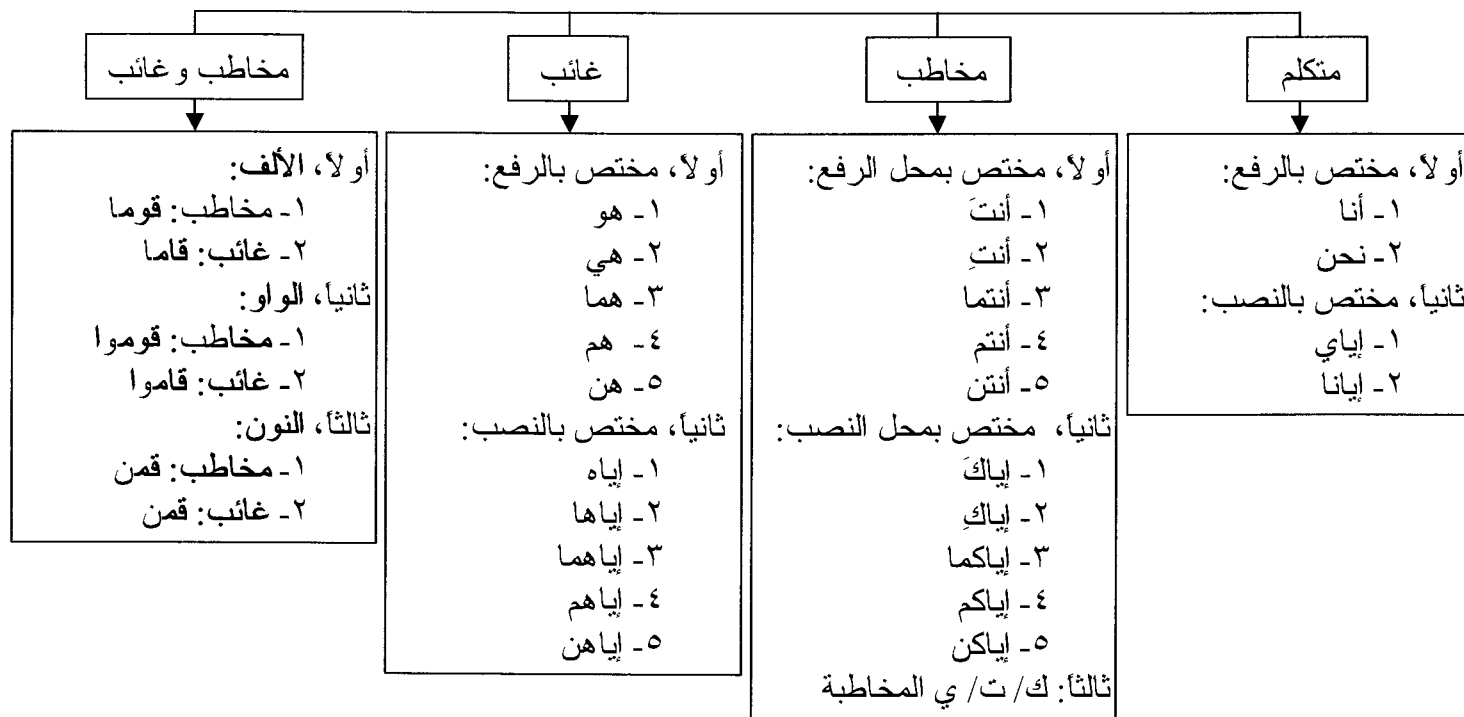 متكلم
أولاً، مختص بالرفع:
١- أنا
٢- نحن
ثانياً، مختص بالنصب:
١- إياي
٢- إيانا
مخاطب
أولاً، مختص بمحل الرفع:
١- أنتَ
٢- أنتِ
٣- أنتما
٤- أنتم
٥- أنتن
ثانياً، مختص بمحل النصب:
١- إياكَ
٢- إياكِ
٣- إياكما
٤- إياكم
٥- إياكن
ثالثاً: ك/ ت/ ي المخاطبة
غائب
أولاً، مختص بالرفع:
١- هو
٢- هي
٣- هما
٤- هم
٥- هن
ثانياً، مختص بالنصب:
١- إياه
٢- إياها
٣- إياهما
٤- إياهم
٥- إياهن
مخاطب و غائب
أولاً، الألف:
١- مخاطب: قوما
٢- غائب: قاما
ثانياً، الواو:
١- مخاطب: قوموا
٢- غائب: قاموا
ثالثاً، النون:
١- مخاطب: قمن
٢- غائب: قمن